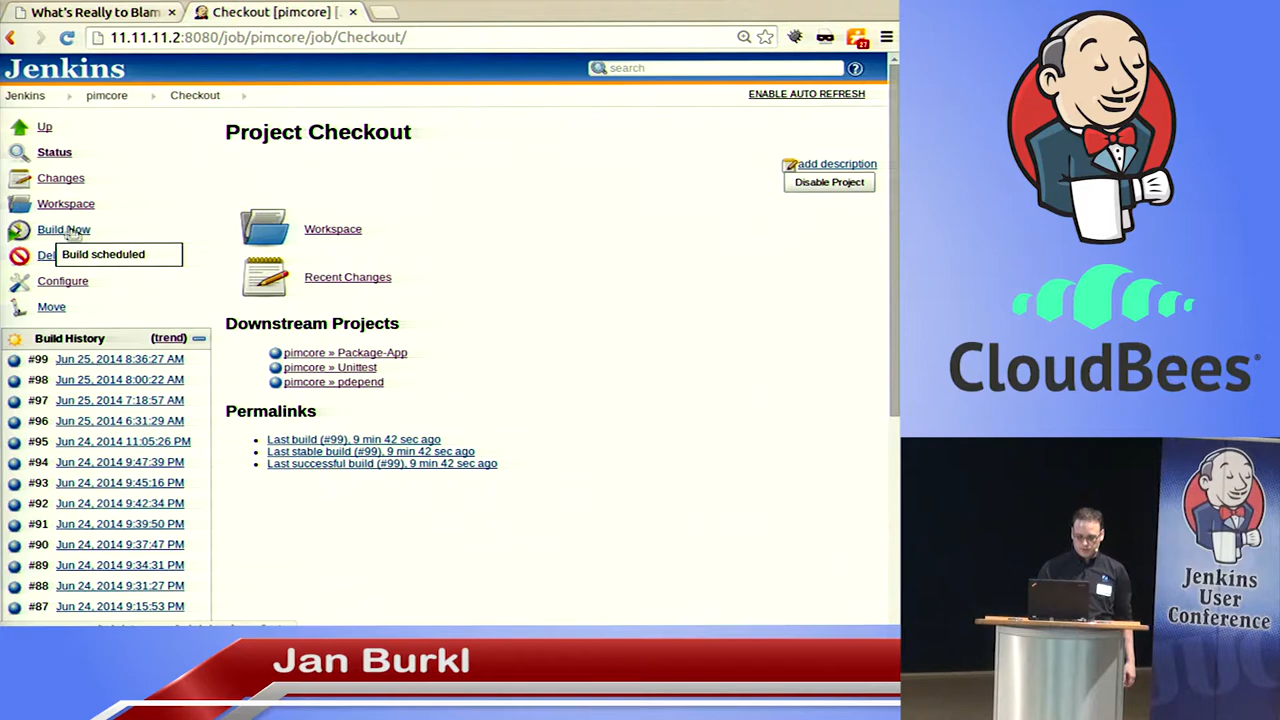 What's Really to Blam
Checkout [pimcore] [
11.11.11.2:8080/job/pimcore/job/Checkout/
27
Jenkins
search
Jenkins
pimcore
Checkout
ENABLE AUTO REFRESH
Up
Status
Changes
Workspace
Build Now
Build scheduled
Del
Configure
Move
Build History (trend)
#99 Jun 25, 2014 8:36:27 AM
#98 Jun 25, 2014 8:00:22 AM
#97 Jun 25, 2014 7:18:57 AM
#96 Jun 25, 2014 6:31:29 AM
#95 Jun 24, 2014 11:05:26 PM
#94 Jun 24, 2014 9:47:39 PM
#93 Jun 24, 2014 9:45:16 PM
#92 Jun 24, 2014 9:42:34 PM
#91 Jun 24, 2014 9:39:50 PM
#90 Jun 24, 2014 9:37:47 PM
#89 Jun 24, 2014 9:34:31 PM
#88 Jun 24, 2014 9:31:27 PM
#87 Jun 24, 2014 9:15:53 PM
Project Checkout
add description
Disable Project
Workspace
Recent Changes
Downstream Projects
pimcore » Package-App
pimcore » Unittest
pimcore » pdepend
Permalinks
Last build (#99), 9 min 42 sec ago
Last stable build (#99), 9 min 42 sec ago
Last successful build (#99), 9 min 42 sec ago
CloudBees
Jenkins
User
Conference
Jan Burkl